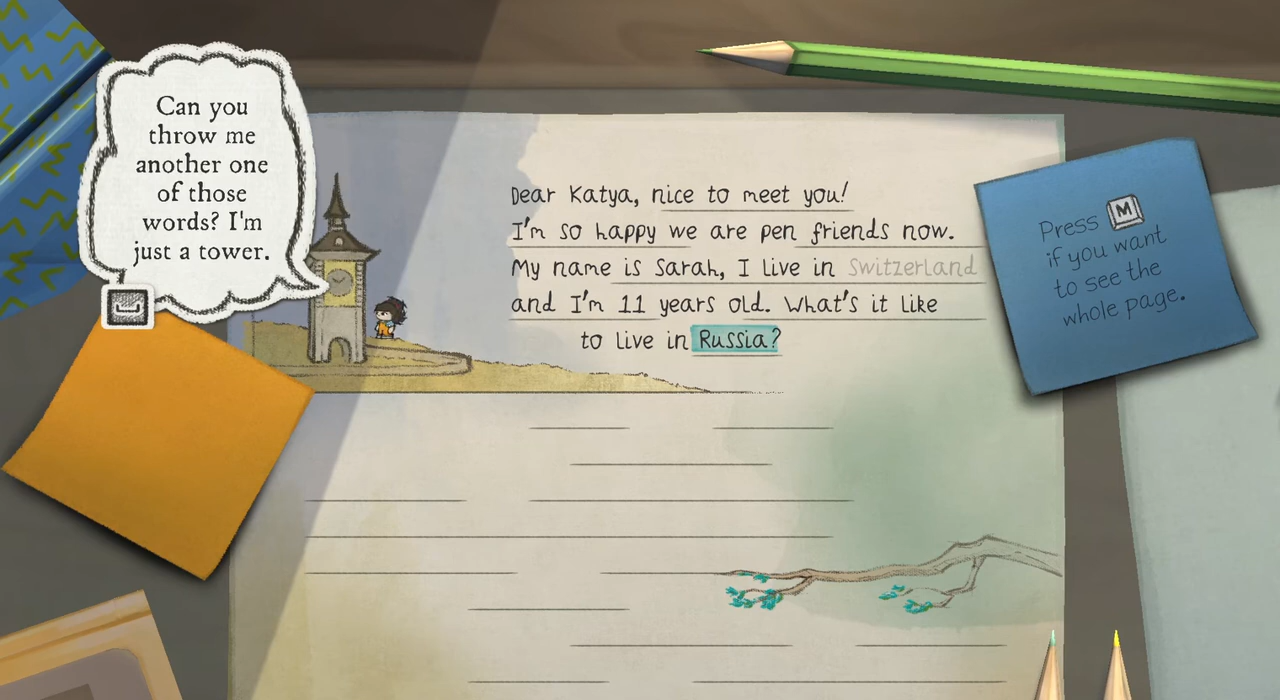 Can you
throw me
another one
of those
words? I'm
just a tower.
Dear Katya, nice to meet you!
I'm so happy we are pen friends now.
My name is Sarah, I live in Switzerland
and I'm 11 years old. What's it like
to live in Russia?
Press M
if you want
to see the
whole page.